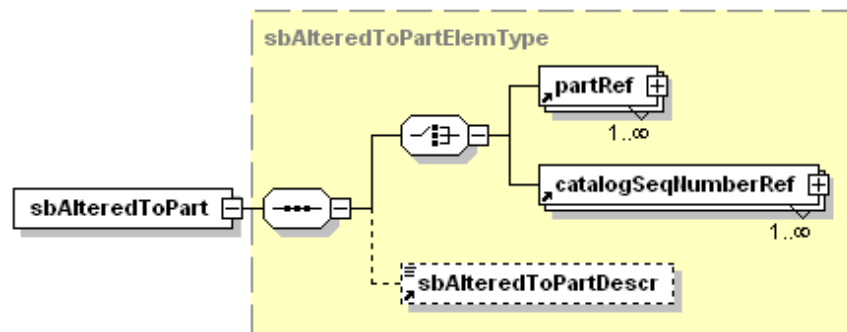 sbAlteredToPartElemType
partRef
1..∞
catalogSeqNumberRef
1..∞
sbAlteredToPart
sbAlteredToPartDescr